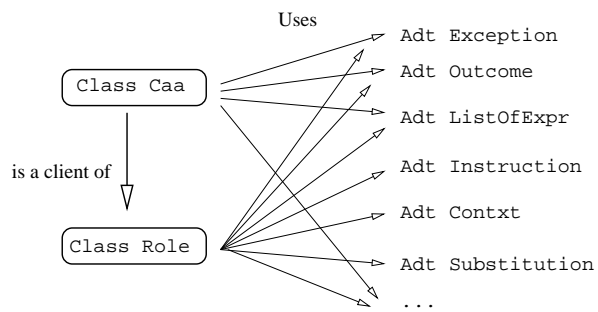 Uses
Adt Exception
Class Caa
Adt Outcome
Adt ListOfExpr
is a client of
Adt Instruction
Adt Contxt
Class Role
Adt Substitution
...